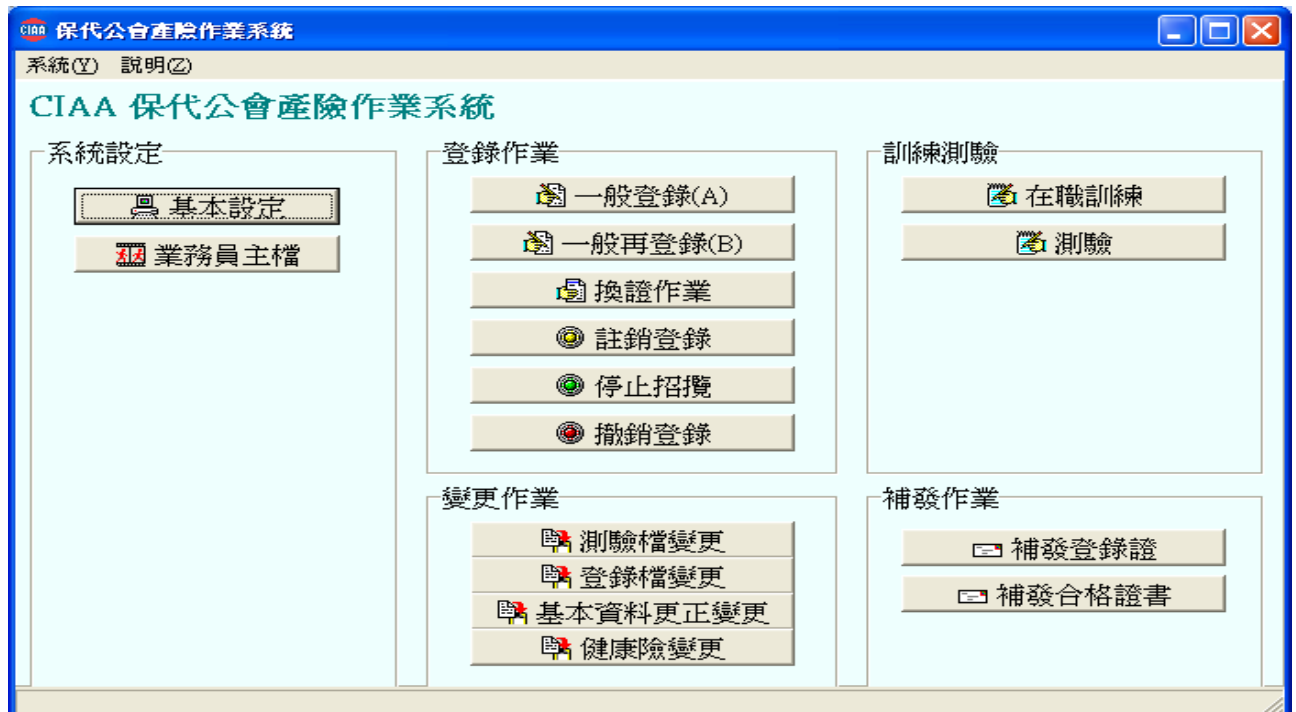 CIAA 保代公會產險作業系統
系統(Y) 說明(Z)
CIAA 保代公會產險作業系統
系統設定
基本設定
業務員主檔
登錄作業
一般登錄(A)
一般再登錄(B)
換證作業
註銷登錄
停止招攬
撤銷登錄
訓練測驗
在職訓練
測驗
變更作業
測驗檔變更
登錄檔變更
基本資料更正變更
健康險變更
補發作業
補發登錄證
補發合格證書